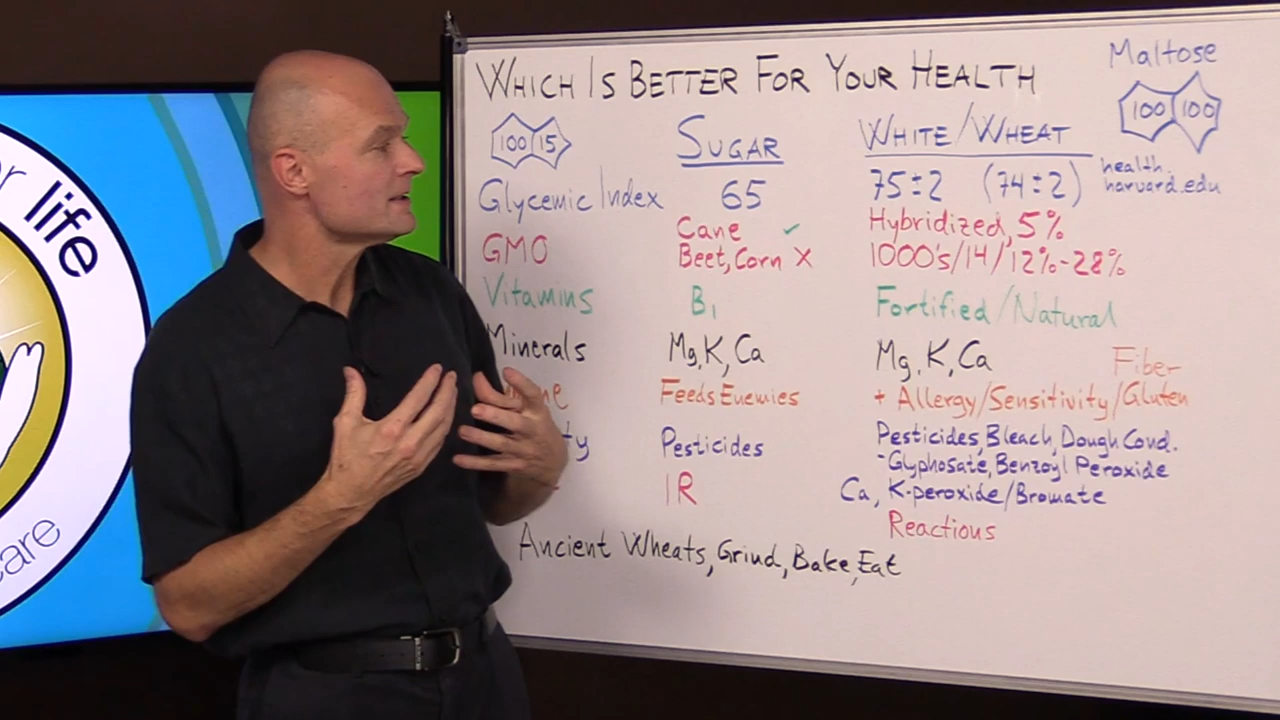 WHICH IS BETTER FOR YOUR HEALTH
Maltose
100 15
SUGAR
WHITE/WHEAT
100 100
health.
harvard.edu
Glycemic Index 65 75±2 (74±2)
GMO
Cane ✓
Beet, Corn X
Hybridized, 5%
1000's/14/12%-28%
Vitamins B1 Fortified/Natural
Minerals Mg, K, Ca Mg, K, Ca Fiber
Feeds Enemies + Allergy/Sensitivity/Gluten
Pesticides
Pesticides, Bleach, Dough Cond.
-Glyphosate, Benzoyl Peroxide
IR
Ca, K-peroxide/Bromate
Reactions
Ancient Wheats, Grind, Bake, Eat
life
care